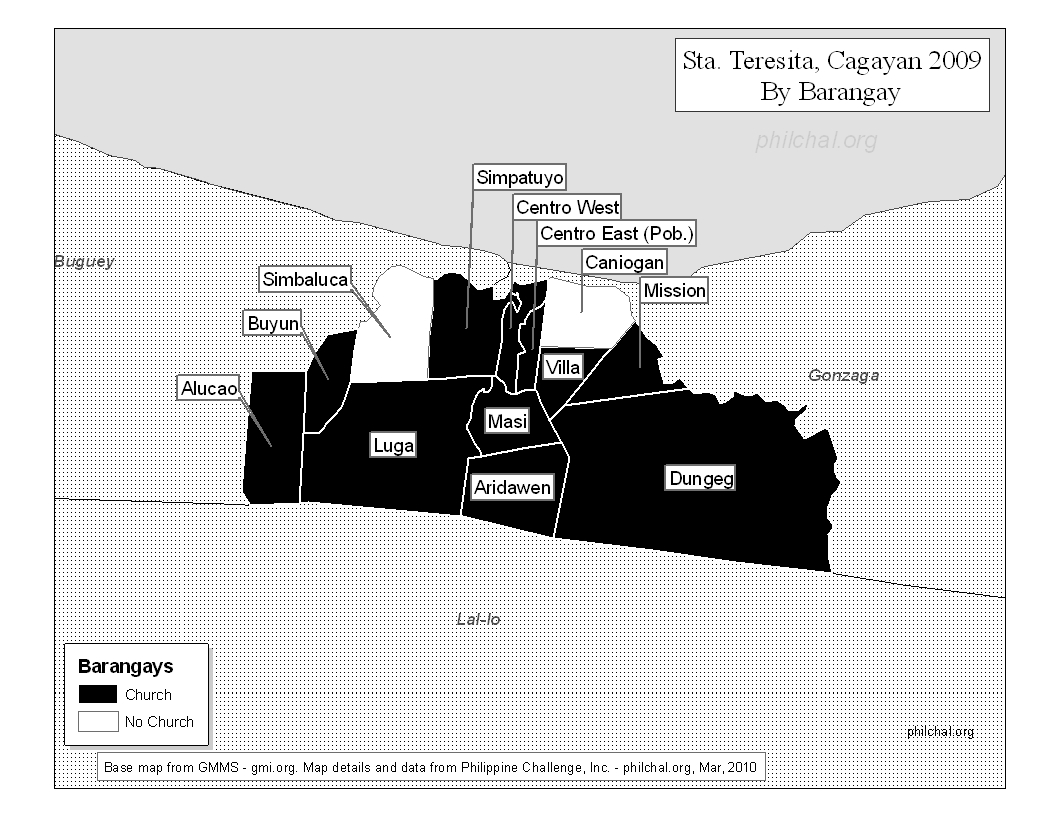 Sta. Teresita, Cagayan 2009
By Barangay
philchal.org
Simpatuyo
Centro West
Centro East (Pob.)
Buguey
Caniogan
Simbaluca
Mission
Buyun
Villa
Gonzaga
Alucao
Masi
Luga
Dungeg
Aridawen
Lal-lo
Barangays
Church
No Church
philchal.org
Base map from GMMS - gmi.org. Map details and data from Philippine Challenge, Inc. - philchal.org, Mar, 2010